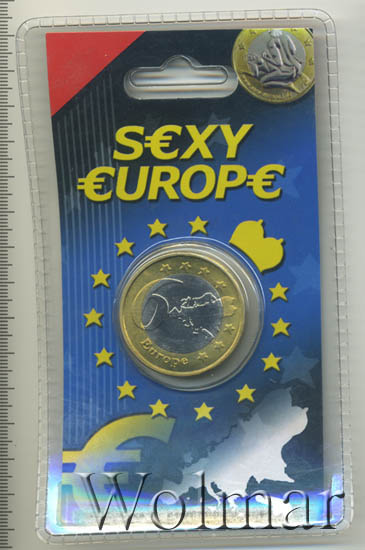 S€XY
€UROP€
Europe
€
Wolmar